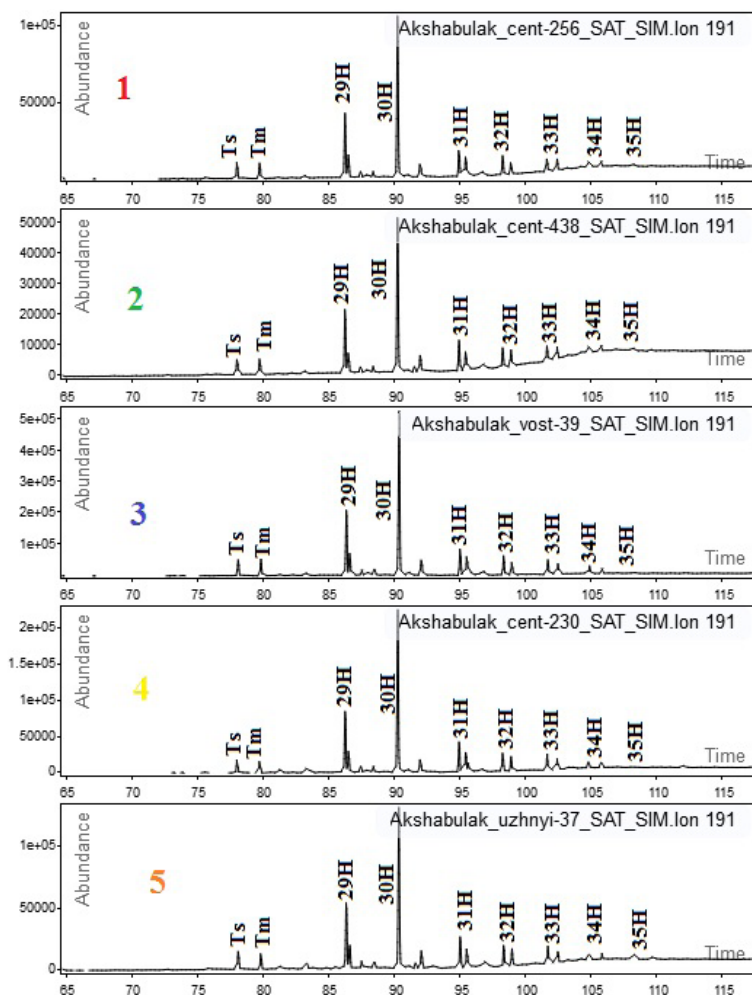 Akshabulak_cent-256_SAT_SIM.Ion 191
1e+05
50000
Abundance
1
Ts
Tm
29H
30H
31H
32H
33H
34H
35H
Time
65 70 75 80 85 90 95 100 105 110 115
Akshabulak_cent-438_SAT_SIM.Ion 191
50000
40000
30000
20000
10000
0
Abundance
2
Ts
Tm
29H
30H
31H
32H
33H
34H
35H
Time
65 70 75 80 85 90 95 100 105 110 115
Akshabulak_vost-39_SAT_SIM.Ion 191
5e+05
4e+05
3e+05
2e+05
1e+05
Abundance
3
Ts
Tm
29H
30H
31H
32H
33H
34H
35H
Time
65 70 75 80 85 90 95 100 105 110 115
Akshabulak_cent-230_SAT_SIM.Ion 191
2e+05
1.5e+05
1e+05
50000
0
Abundance
4
Ts
Tm
29H
30H
31H
32H
33H
34H
35H
Time
65 70 75 80 85 90 95 100 105 110 115
Akshabulak_uzhnyi-37_SAT_SIM.Ion 191
1e+05
50000
0
Abundance
5
Ts
Tm
29H
30H
31H
32H
33H
34H
35H
Time
65 70 75 80 85 90 95 100 105 110 115